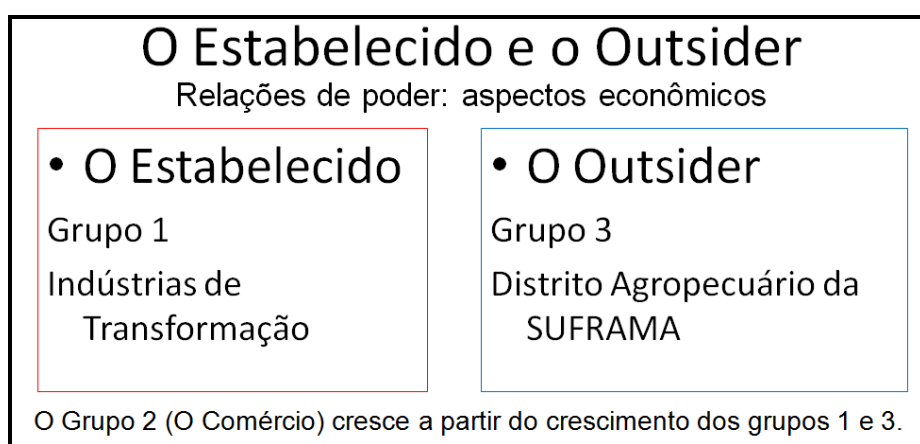 O Estabelecido e o Outsider
Relações de poder: aspectos econômicos
• O Estabelecido
Grupo 1
Indústrias de
Transformação
• O Outsider
Grupo 3
Distrito Agropecuário da
SUFRAMA
O Grupo 2 (O Comércio) cresce a partir do crescimento dos grupos 1 e 3.